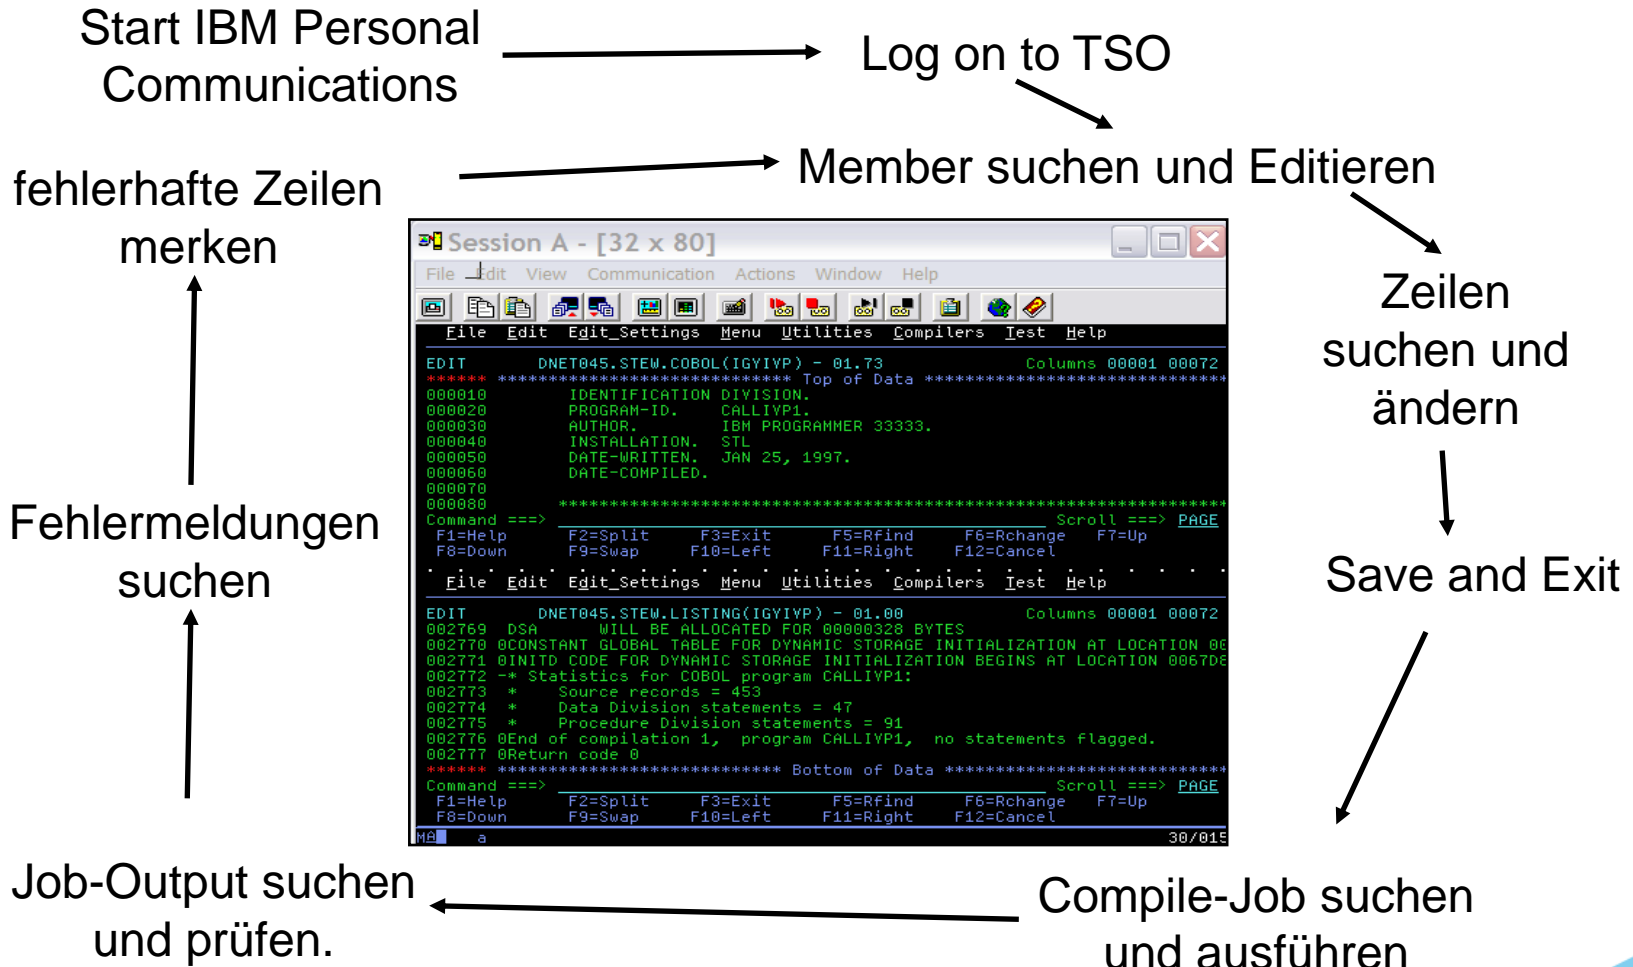 Start IBM Personal
Communications
Log on to TSO
Member suchen und Editieren
fehlerhafte Zeilen
merken
Zeilen
suchen und
ändern
Fehlermeldungen
suchen
Save and Exit
Job-Output suchen
und prüfen.
Compile-Job suchen
und ausführen
Session A - [32 x 80]
File Edit View Communication Actions Window Help
File Edit Edit_Settings Menu Utilities Compilers Test Help
EDIT DNET045.STEW.COBOL(IGYIVP) - 01.73 Columns 00001 00072
****** ***************************** Top of Data ******************************
000010 IDENTIFICATION DIVISION.
000020 PROGRAM-ID. CALLIVP1.
000030 AUTHOR. IBM PROGRAMMER 33333.
000040 INSTALLATION. STL
000050 DATE-WRITTEN. JAN 25, 1997.
000060 DATE-COMPILED.
000070
000080 ******************************************************************
Command ===> Scroll ===> PAGE
F1=Help F2=Split F3=Exit F5=Rfind F6=Rchange F7=Up
F8=Down F9=Swap F10=Left F11=Right F12=Cancel
File Edit Edit_Settings Menu Utilities Compilers Test Help
EDIT DNET045.STEW.LISTING(IGYIVP) - 01.00 Columns 00001 00072
002769 DSA WILL BE ALLOCATED FOR 00000328 BYTES
002770 0CONSTANT GLOBAL TABLE FOR DYNAMIC STORAGE INITIALIZATION AT LOCATION 00
002771 0INITD CODE FOR DYNAMIC STORAGE INITIALIZATION BEGINS AT LOCATION 0067D8
002772 -* Statistics for COBOL program CALLIVP1:
002773 * Source records = 453
002774 * Data Division statements = 47
002775 * Procedure Division statements = 91
002776 0End of compilation 1, program CALLIVP1, no statements flagged.
002777 0Return code 0
****** **************************** Bottom of Data ****************************
Command ===> Scroll ===> PAGE
F1=Help F2=Split F3=Exit F5=Rfind F6=Rchange F7=Up
F8=Down F9=Swap F10=Left F11=Right F12=Cancel
MA a 30/015